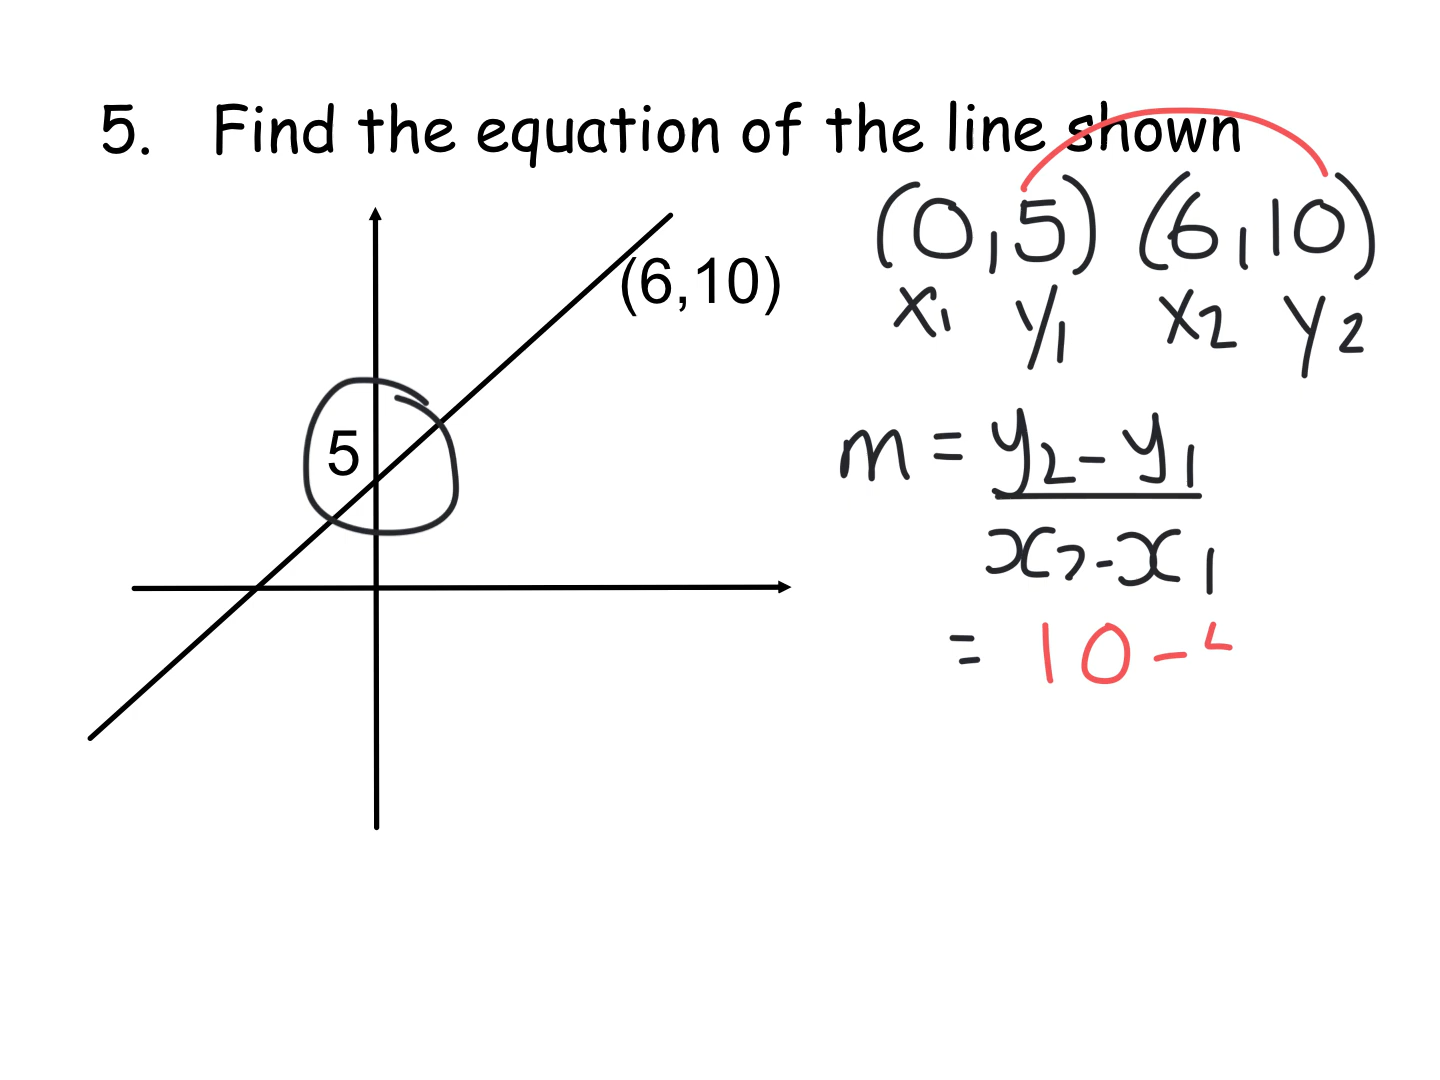 5. Find the equation of the line shown
(0,5) (6,10)
x₁ y₁ x₂ y₂
(6,10)
5
m = y₂ - y₁
x₂ - x₁
= 10 -